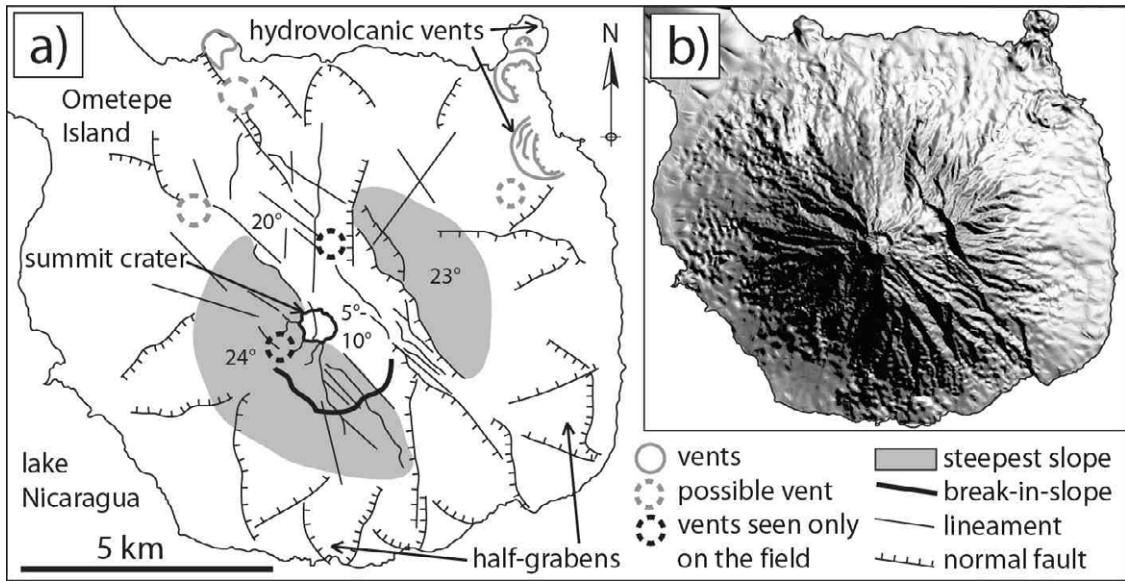 a)
hydrovolcanic vents
N
Ometepe
Island
20°
summit crater
23°
5°-
10°
24°
lake
Nicaragua
5 km
half-grabens
b)
vents
possible vent
vents seen only
on the field
steepest slope
break-in-slope
lineament
normal fault